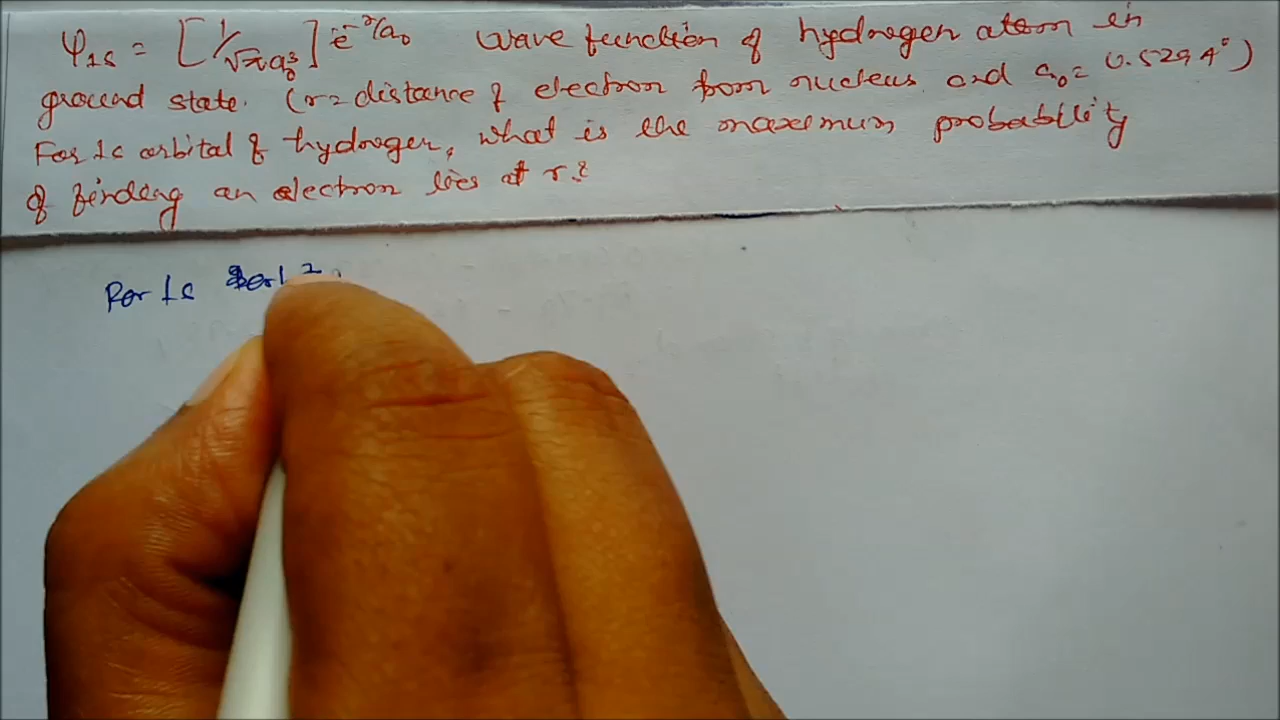 φ1s = [1/√πa₀³] e^-r/a₀ wave function of hydrogen atom in
ground state. (r = distance of electron from nucleus and a₀ = 0.529 A°)
For 1s orbital of hydrogen, what is the maximum probability
of finding an electron lies at r?
For 1s